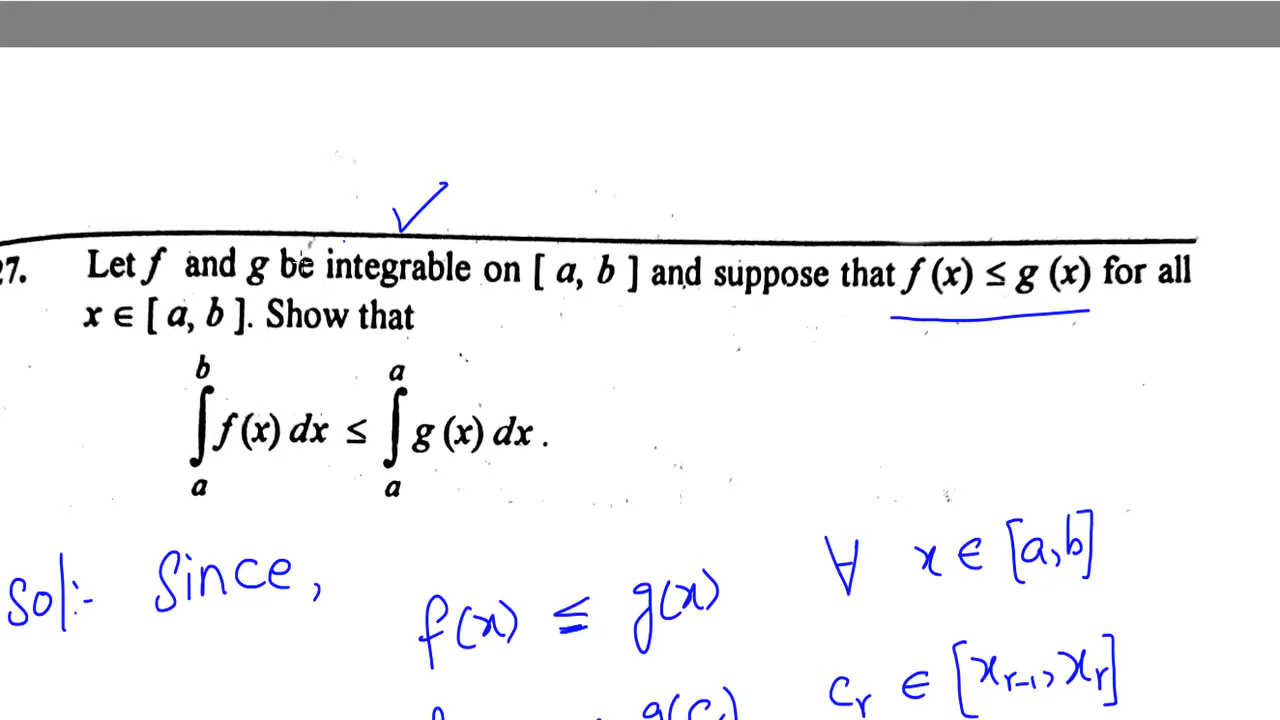 27. Let f and g be integrable on [ a, b ] and suppose that f (x) ≤ g (x) for all
x ∈ [ a, b ]. Show that
b a
∫ f (x) dx ≤ ∫ g (x) dx .
a a
Sol:- Since, ∀ x ∈ [a,b]
f(x) ≤ g(x)
cᵣ ∈ [xᵣ₋₁, xᵣ]